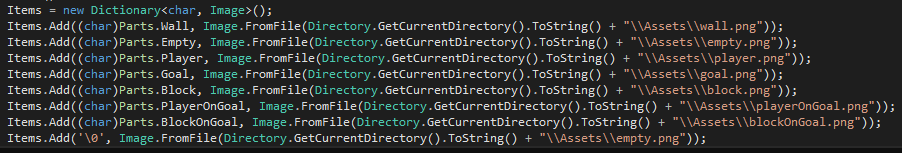 Items = new Dictionary<char, Image>();
Items.Add((char)Parts.Wall, Image.FromFile(Directory.GetCurrentDirectory().ToString() + "\\Assets\\wall.png"));
Items.Add((char)Parts.Empty, Image.FromFile(Directory.GetCurrentDirectory().ToString() + "\\Assets\\empty.png"));
Items.Add((char)Parts.Player, Image.FromFile(Directory.GetCurrentDirectory().ToString() + "\\Assets\\player.png"));
Items.Add((char)Parts.Goal, Image.FromFile(Directory.GetCurrentDirectory().ToString() + "\\Assets\\goal.png"));
Items.Add((char)Parts.Block, Image.FromFile(Directory.GetCurrentDirectory().ToString() + "\\Assets\\block.png"));
Items.Add((char)Parts.PlayerOnGoal, Image.FromFile(Directory.GetCurrentDirectory().ToString() + "\\Assets\\playerOnGoal.png"));
Items.Add((char)Parts.BlockOnGoal, Image.FromFile(Directory.GetCurrentDirectory().ToString() + "\\Assets\\blockOnGoal.png"));
Items.Add('\0', Image.FromFile(Directory.GetCurrentDirectory().ToString() + "\\Assets\\empty.png"));